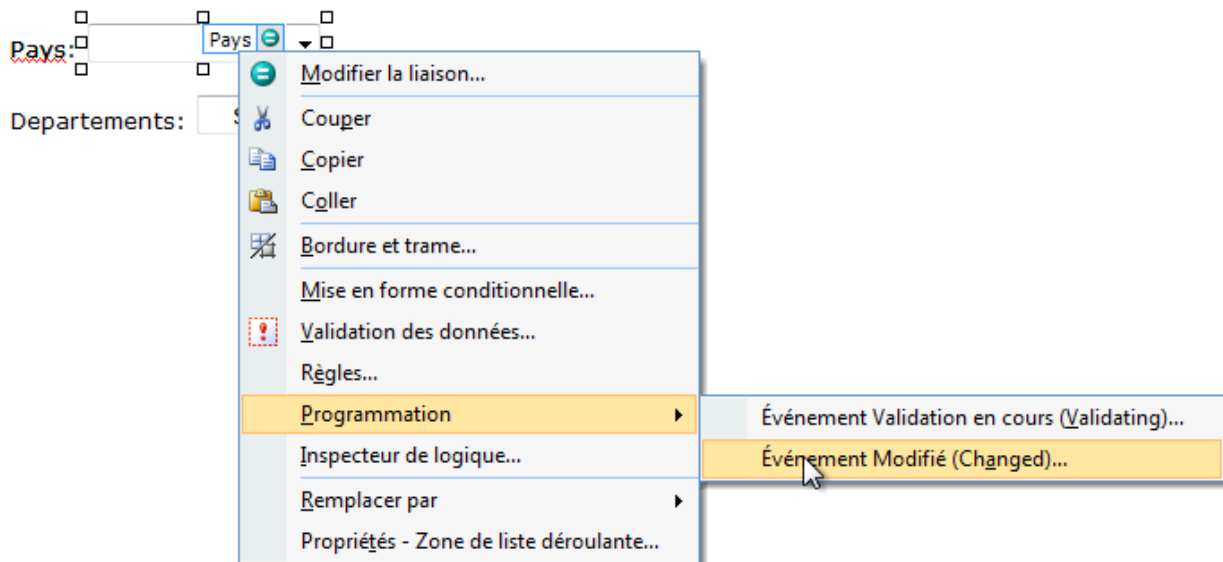 Pays:
Pays
Modifier la liaison...
Departements:
Couper
Copier
Coller
Bordure et trame...
Mise en forme conditionnelle...
Validation des données...
Règles...
Programmation
Événement Validation en cours (Validating)...
Inspecteur de logique...
Événement Modifié (Changed)...
Remplacer par
Propriétés - Zone de liste déroulante...